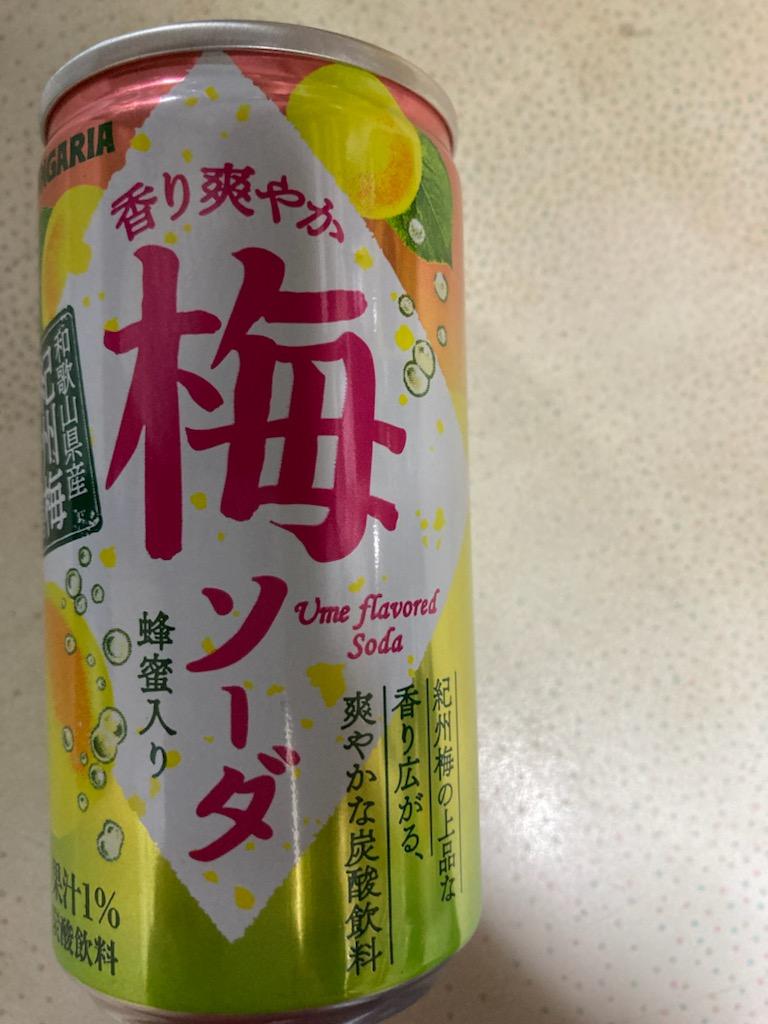 NGARIA
香り爽やか
梅
ソーダ
Ume flavored
Soda
和歌山県産
紀州梅
蜂蜜入り
紀州梅の上品な
香り広がる、
爽やかな炭酸飲料
果汁1%
炭酸飲料